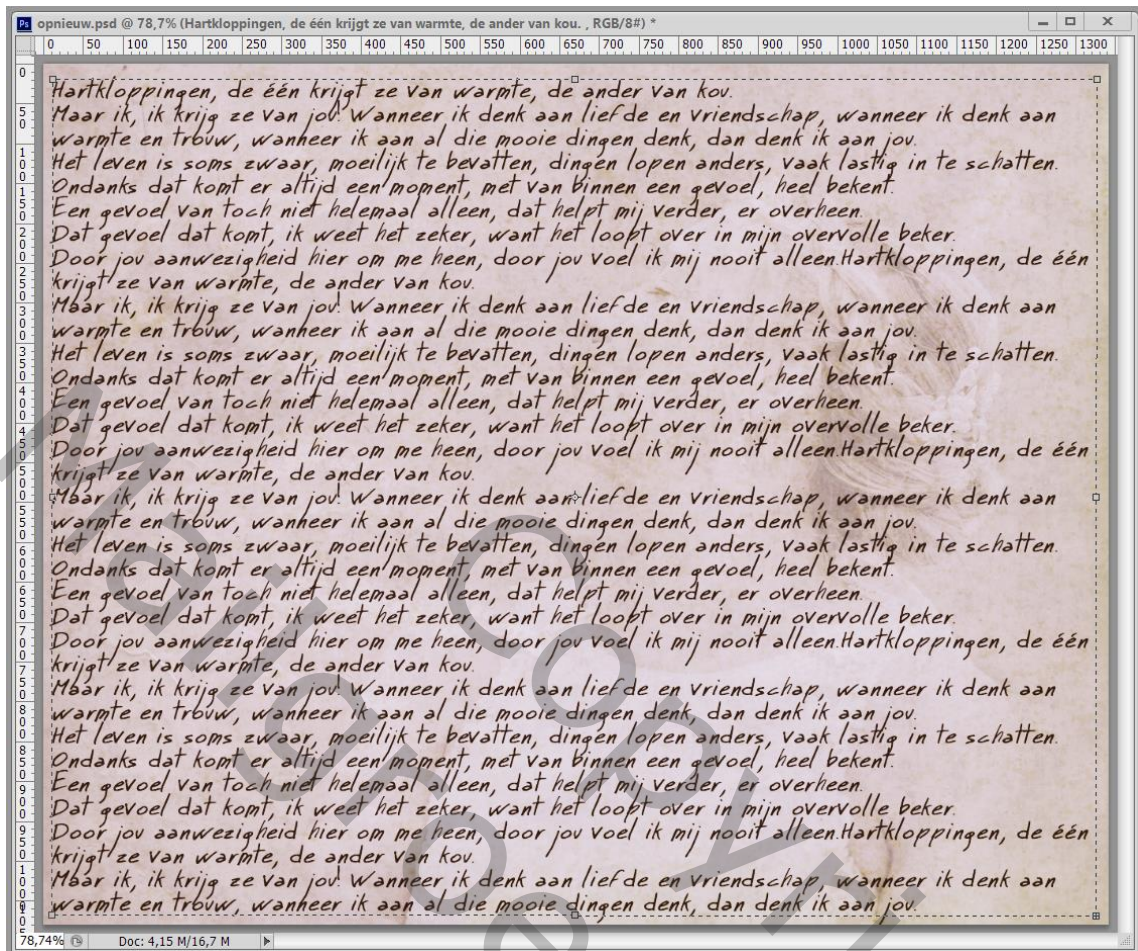 opnieuw.psd @ 78,7% (Hartkloppingen, de één krijgt ze van warmte, de ander van kou. , RGB/8#) *
0 50 100 150 200 250 300 350 400 450 500 550 600 650 700 750 800 850 900 950 1000 1050 1100 1150 1200 1250 1300
Hartkloppingen, de één krijgt ze van warmte, de ander van kou.
Maar ik, ik krijg ze van jou! Wanneer ik denk aan liefde en vriendschap, wanneer ik denk aan
warmte en trouw, wanneer ik aan al die mooie dingen denk, dan denk ik aan jou.
Het leven is soms zwaar, moeilijk te bevatten, dingen lopen anders, vaak lastig in te schatten.
Ondanks dat komt er altijd een moment, met van binnen een gevoel, heel bekent.
Een gevoel van toch niet helemaal alleen, dat helpt mij verder, er overheen.
Dat gevoel dat komt, ik weet het zeker, want het loopt over in mijn overvolle beker.
Door jou aanwezigheid hier om me heen, door jou voel ik mij nooit alleen.Hartkloppingen, de één
krijgt ze van warmte, de ander van kou.
Maar ik, ik krijg ze van jou! Wanneer ik denk aan liefde en vriendschap, wanneer ik denk aan
warmte en trouw, wanneer ik aan al die mooie dingen denk, dan denk ik aan jou.
Het leven is soms zwaar, moeilijk te bevatten, dingen lopen anders, vaak lastig in te schatten.
Ondanks dat komt er altijd een moment, met van binnen een gevoel, heel bekent.
Een gevoel van toch niet helemaal alleen, dat helpt mij verder, er overheen.
Dat gevoel dat komt, ik weet het zeker, want het loopt over in mijn overvolle beker.
Door jou aanwezigheid hier om me heen, door jou voel ik mij nooit alleen.Hartkloppingen, de één
krijgt ze van warmte, de ander van kou.
Maar ik, ik krijg ze van jou! Wanneer ik denk aan liefde en vriendschap, wanneer ik denk aan
warmte en trouw, wanneer ik aan al die mooie dingen denk, dan denk ik aan jou.
Het leven is soms zwaar, moeilijk te bevatten, dingen lopen anders, vaak lastig in te schatten.
Ondanks dat komt er altijd een moment, met van binnen een gevoel, heel bekent.
Een gevoel van toch niet helemaal alleen, dat helpt mij verder, er overheen.
Dat gevoel dat komt, ik weet het zeker, want het loopt over in mijn overvolle beker.
Door jou aanwezigheid hier om me heen, door jou voel ik mij nooit alleen.Hartkloppingen, de één
krijgt ze van warmte, de ander van kou.
Maar ik, ik krijg ze van jou! Wanneer ik denk aan liefde en vriendschap, wanneer ik denk aan
warmte en trouw, wanneer ik aan al die mooie dingen denk, dan denk ik aan jou.
Het leven is soms zwaar, moeilijk te bevatten, dingen lopen anders, vaak lastig in te schatten.
Ondanks dat komt er altijd een moment, met van binnen een gevoel, heel bekent.
Een gevoel van toch niet helemaal alleen, dat helpt mij verder, er overheen.
Dat gevoel dat komt, ik weet het zeker, want het loopt over in mijn overvolle beker.
Door jou aanwezigheid hier om me heen, door jou voel ik mij nooit alleen.Hartkloppingen, de één
krijgt ze van warmte, de ander van kou.
Maar ik, ik krijg ze van jou! Wanneer ik denk aan liefde en vriendschap, wanneer ik denk aan
warmte en trouw, wanneer ik aan al die mooie dingen denk, dan denk ik aan jou.
78,74% Doc: 4,15 M/16,7 M